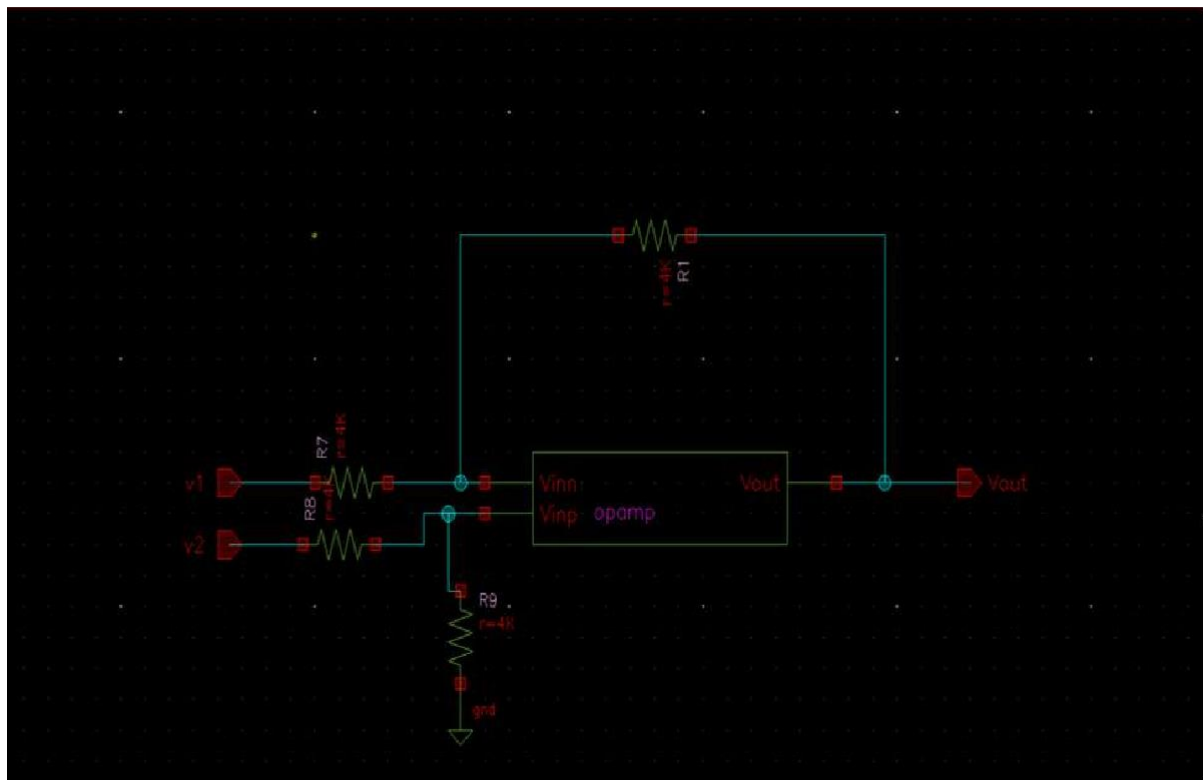 R1
r=4K
R7
r=4K
v1
Vinn
Vout
Vout
R8
Vinp
opamp
v2
R9
r=4K
gnd